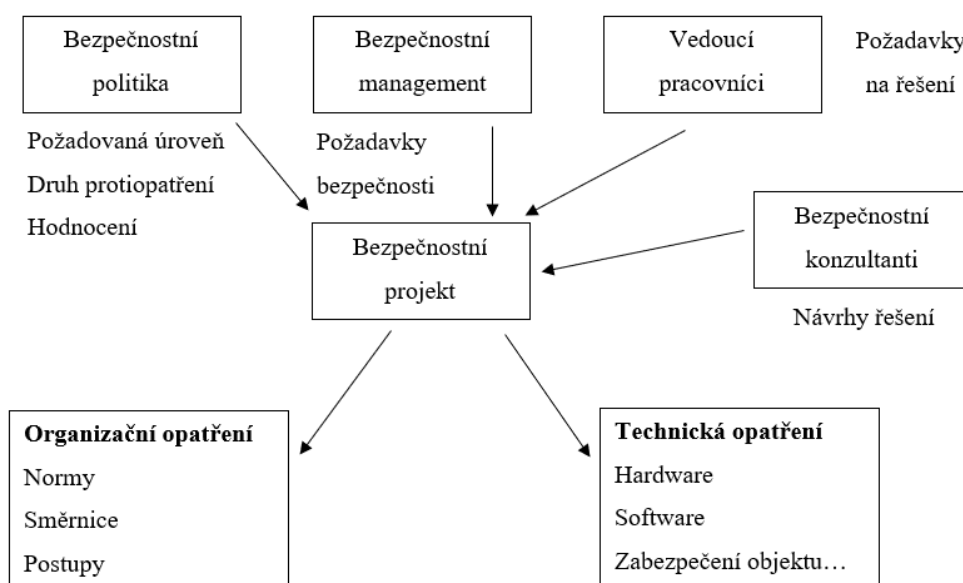 Bezpečnostní
politika
Bezpečnostní
management
Vedoucí
pracovníci
Požadavky
na řešení
Požadovaná úroveň
Druh protiopatření
Hodnocení
Požadavky
bezpečnosti
Bezpečnostní
projekt
Bezpečnostní
konzultanti
Návrhy řešení
Organizační opatření
Normy
Směrnice
Postupy
Technická opatření
Hardware
Software
Zabezpečení objektu…